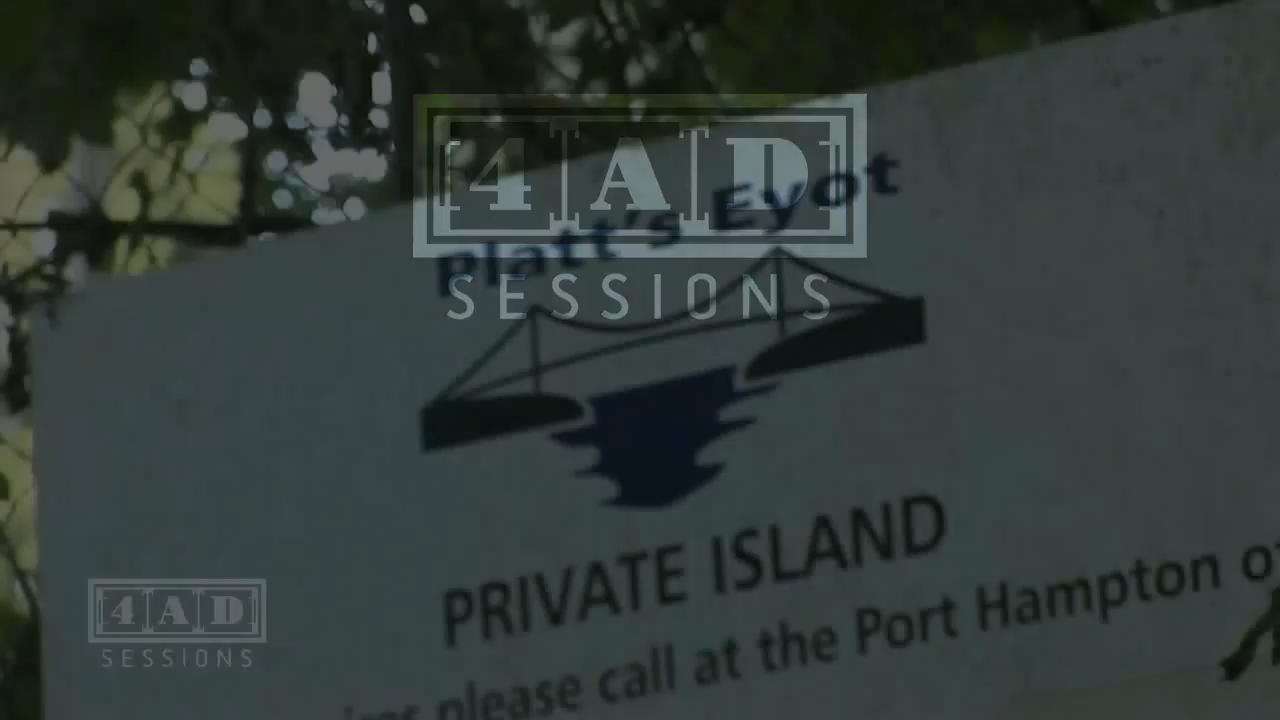 4AD
SESSIONS
Platt's Eyot
PRIVATE ISLAND
please call at the Port Hampton
4AD
SESSIONS